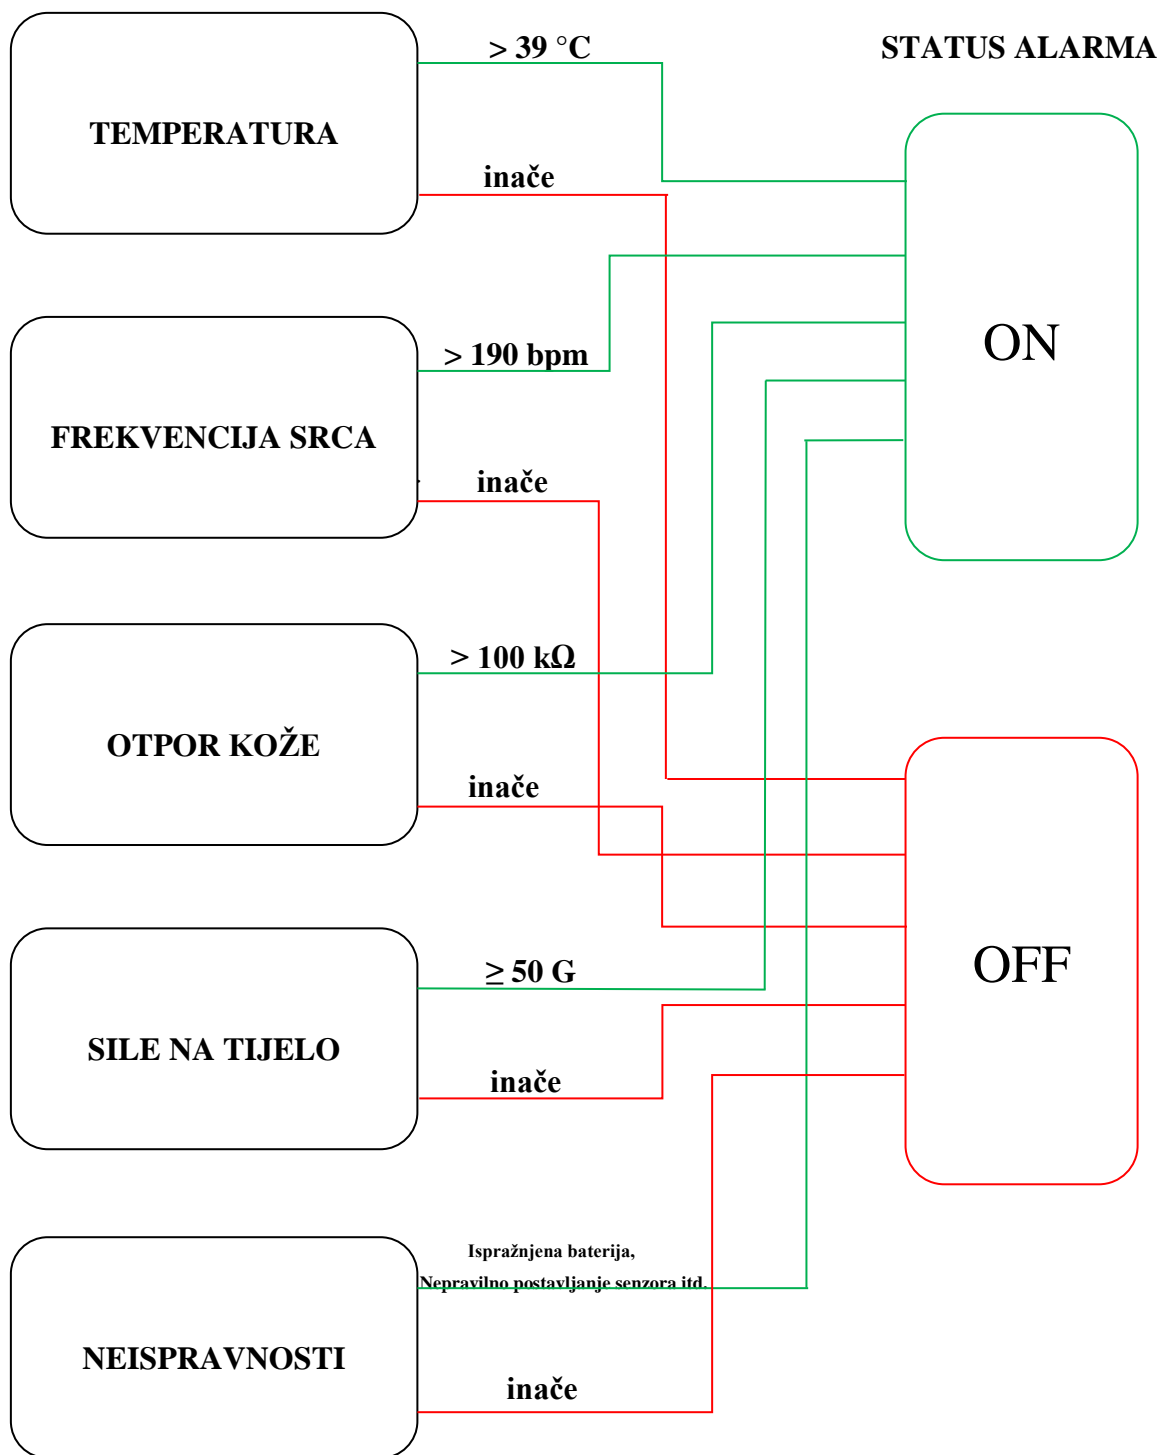 > 39 °C
STATUS ALARMA
TEMPERATURA
inače
> 190 bpm
ON
FREKVENCIJA SRCA
inače
> 100 kΩ
OTPOR KOŽE
inače
≥ 50 G
OFF
SILE NA TIJELO
inače
Ispražnjena baterija,
Nepravilno postavljanje senzora itd.
NEISPRAVNOSTI
inače